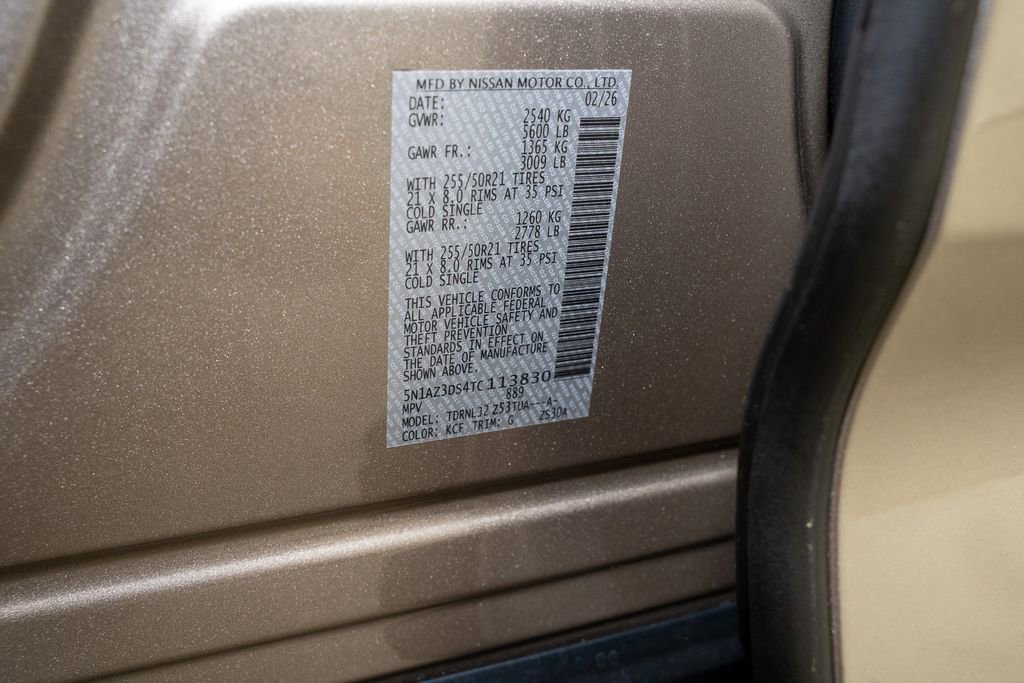 MFD BY NISSAN MOTOR CO., LTD.
DATE: 02/26
GVWR: 2540 KG
5600 LB
GAWR FR.: 1365 KG
3009 LB
WITH 255/50R21 TIRES
21 X 8.0 RIMS AT 35 PSI
COLD SINGLE
GAWR RR.: 1260 KG
2778 LB
WITH 255/50R21 TIRES
21 X 8.0 RIMS AT 35 PSI
COLD SINGLE
THIS VEHICLE CONFORMS TO
ALL APPLICABLE FEDERAL
MOTOR VEHICLE SAFETY AND
THEFT PREVENTION
STANDARDS IN EFFECT ON
THE DATE OF MANUFACTURE
SHOWN ABOVE.
5N1AZ3DS4TC113830
MPV 889
MODEL: TDRNLJ2 Z53TUA---A-
COLOR: KCF TRIM: G ZS30A